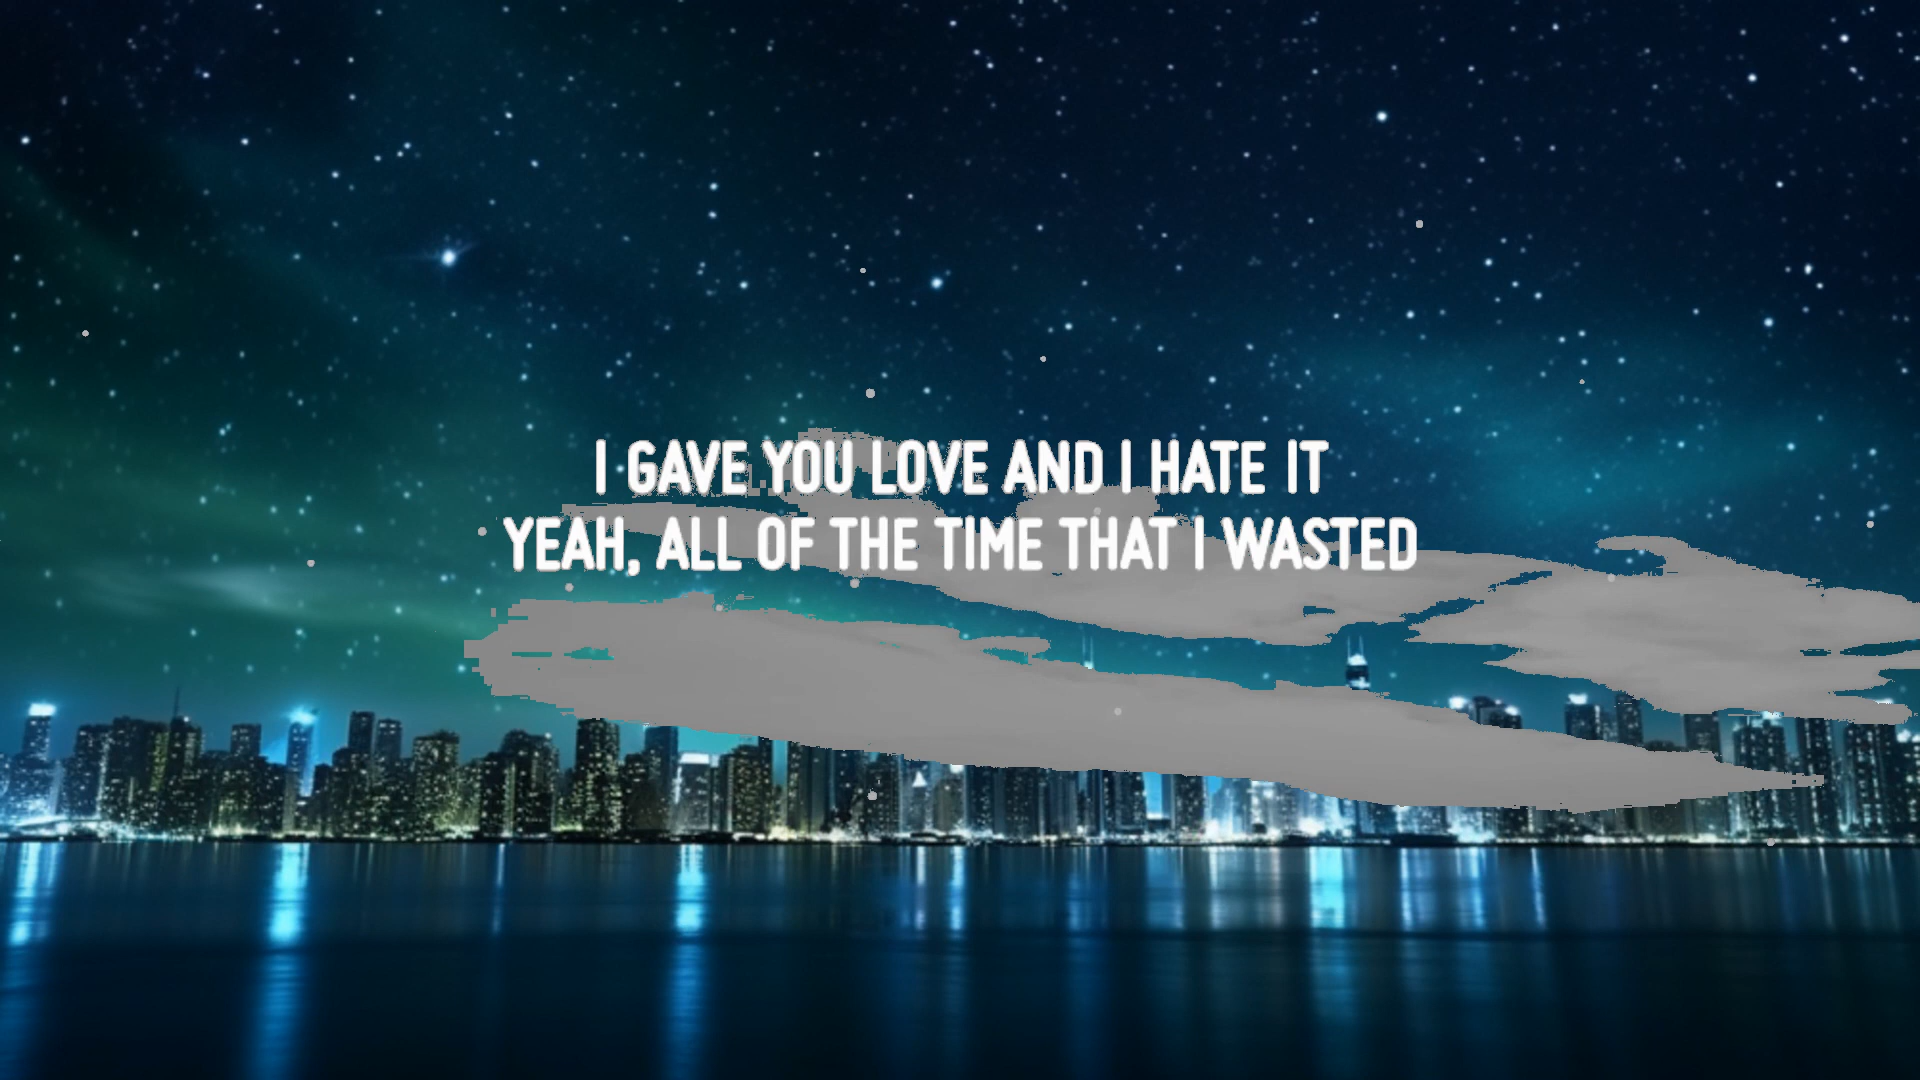 I GAVE YOU LOVE AND I HATE IT
YEAH, ALL OF THE TIME THAT I WASTED